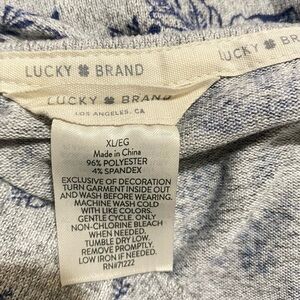 LUCKY BRAND
LUCKY BRAND
LOS ANGELES, CA
XL/EG
Made in China
96% POLYESTER
4% SPANDEX
EXCLUSIVE OF DECORATION
TURN GARMENT INSIDE OUT
AND WASH BEFORE WEARING.
MACHINE WASH COLD
WITH LIKE COLORS.
GENTLE CYCLE. ONLY
NON-CHLORINE BLEACH
WHEN NEEDED.
TUMBLE DRY LOW.
REMOVE PROMPTLY.
LOW IRON IF NEEDED.
RN#71222